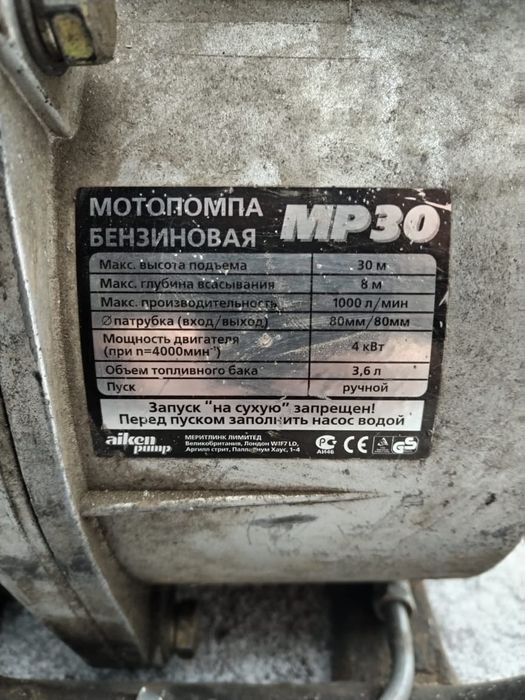 МОТОПОМПА
БЕНЗИНОВАЯ MP30
Макс. высота подъема 30 м
Макс. глубина всасывания 8 м
Макс. производительность 1000 л/мин
Ø патрубка (вход/выход) 80мм/80мм
Мощность двигателя
(при n=4000мин⁻¹) 4 кВт
Объем топливного бака 3,6 л
Пуск ручной
Запуск "на сухую" запрещен!
Перед пуском заполнить насос водой
aiken pump
МЕРИТЛИНК ЛИМИТЕД
Великобритания, Лондон W1F7 LD,
Аргилл стрит, Палладиум Хаус, 1-4
РС АИ46 CE GS